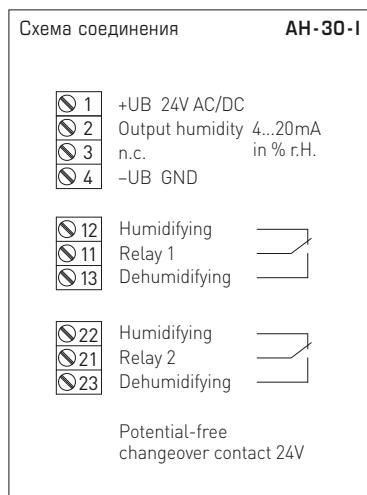 Схема соединения AH-30-I
1 +UB 24V AC/DC
2 Output humidity 4...20mA
3 n.c. in % r.H.
4 –UB GND
12 Humidifying
11 Relay 1
13 Dehumidifying
22 Humidifying
21 Relay 2
23 Dehumidifying
Potential-free
changeover contact 24V